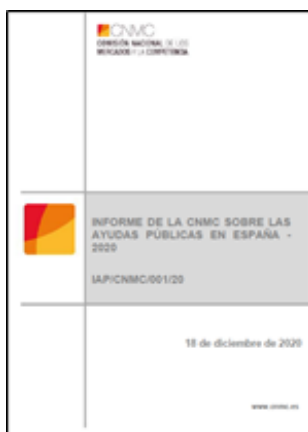 CNMC
COMISIÓN NACIONAL DE LOS
MERCADOS Y LA COMPETENCIA
INFORME DE LA CNMC SOBRE LAS
AYUDAS PÚBLICAS EN ESPAÑA -
2020
IAP/CNMC/001/20
18 de diciembre de 2020
www.cnmc.es